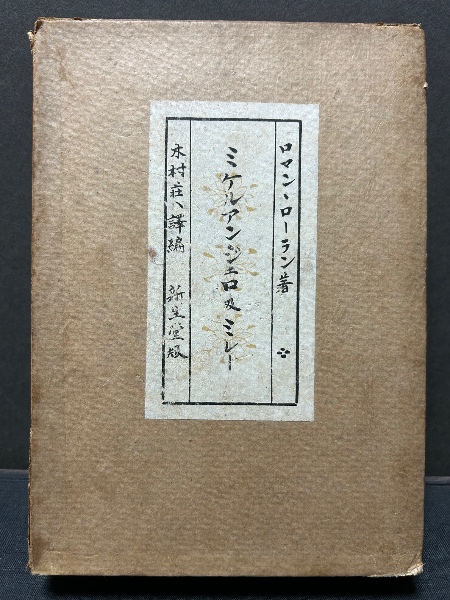 ロマン、ローラン著
ミケルアンジェロ及ミレー
木村荘八譯編 新生堂版